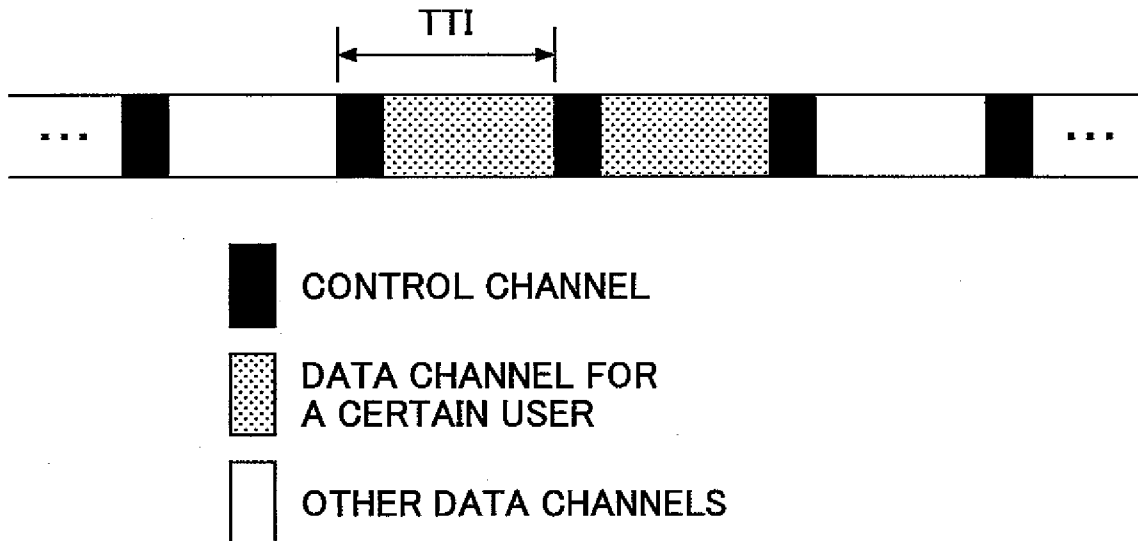 TTI
... ...
CONTROL CHANNEL
DATA CHANNEL FOR
A CERTAIN USER
OTHER DATA CHANNELS